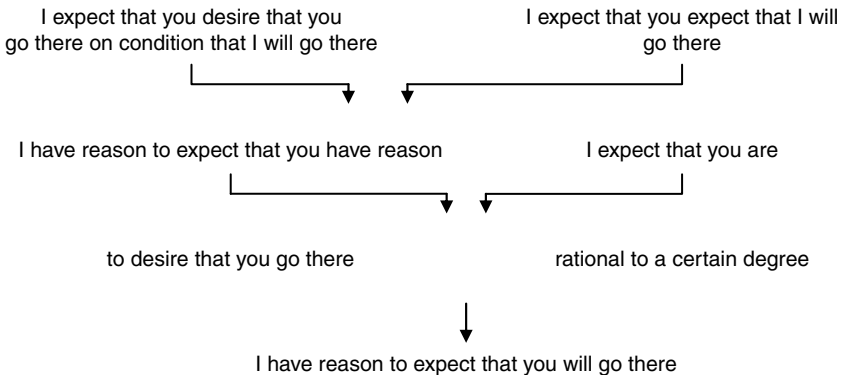 I expect that you desire that you
go there on condition that I will go there
I expect that you expect that I will
go there
I have reason to expect that you have reason
I expect that you are
to desire that you go there
rational to a certain degree
I have reason to expect that you will go there